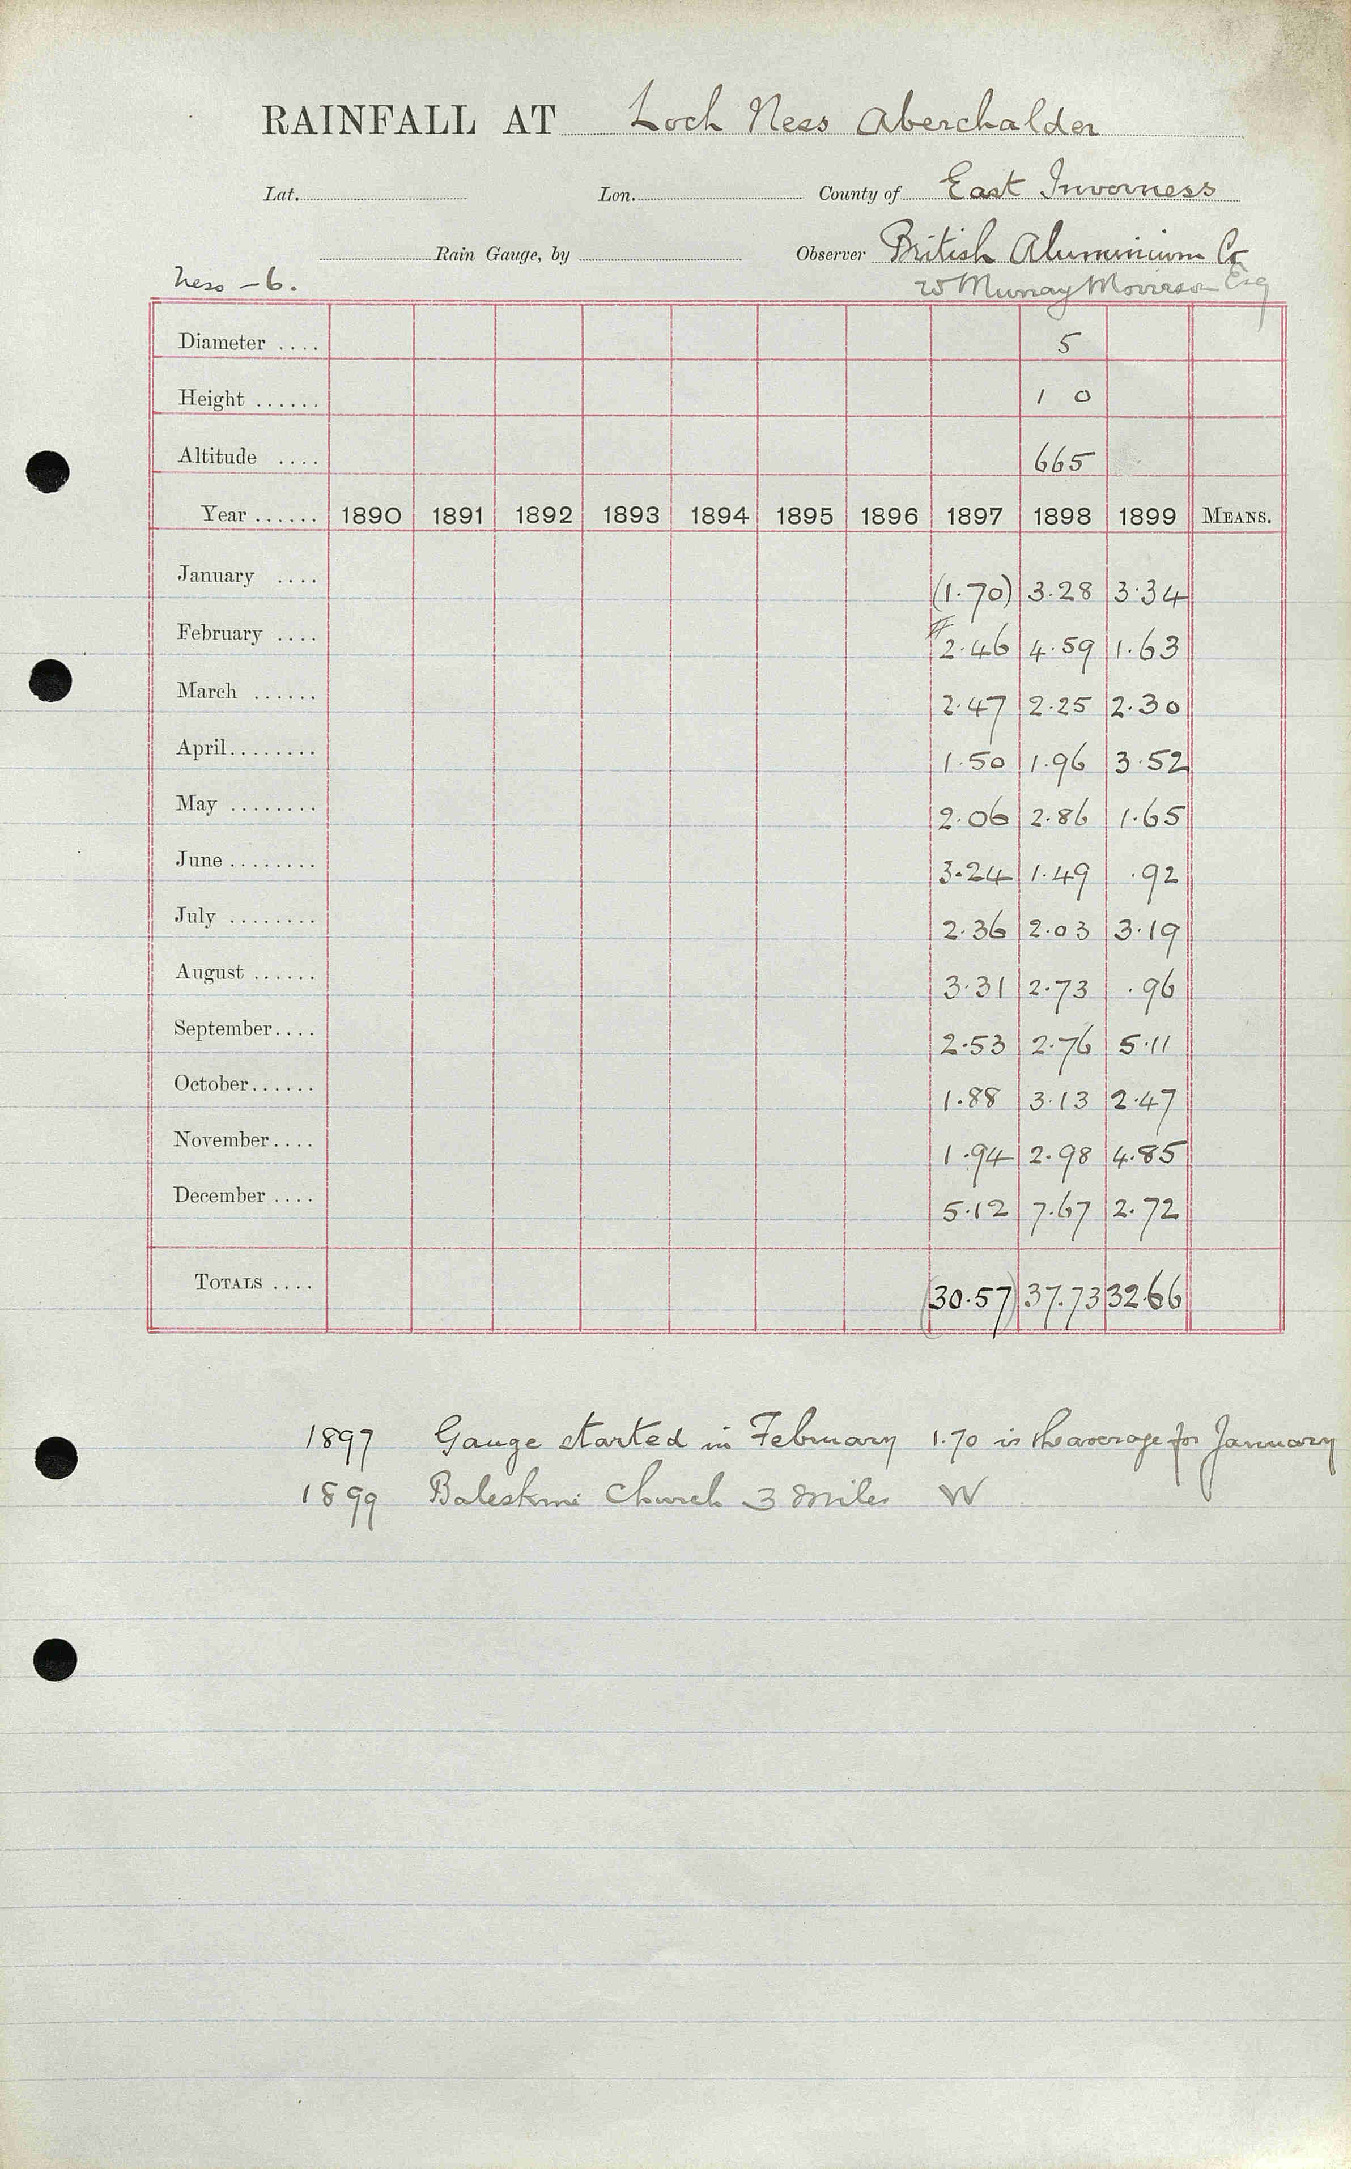 RAINFALL AT Loch Ness Aberchalder
Lat. Lon. County of East Inverness
Rain Gauge, by Observer British Aluminium Co
Ness - 6. W Murray Morrison Esq
Diameter .... 5
Height ...... 1 0
Altitude .... 665
Year ...... 1890 1891 1892 1893 1894 1895 1896 1897 1898 1899 MEANS.
January .... (1.70) 3.28 3.34
February .... 2.46 4.59 1.63
March ...... 2.47 2.25 2.30
April........ 1.50 1.96 3.52
May ........ 2.06 2.86 1.65
June ........ 3.24 1.49 .92
July ........ 2.36 2.03 3.19
August ...... 3.31 2.73 .96
September.... 2.53 2.76 5.11
October...... 1.88 3.13 2.47
November.... 1.94 2.98 4.85
December .... 5.12 7.67 2.72
TOTALS .... (30.57) 37.73 32.66
1897 Gauge started in February 1.70 is the average for January
1899 Church 3 miles W